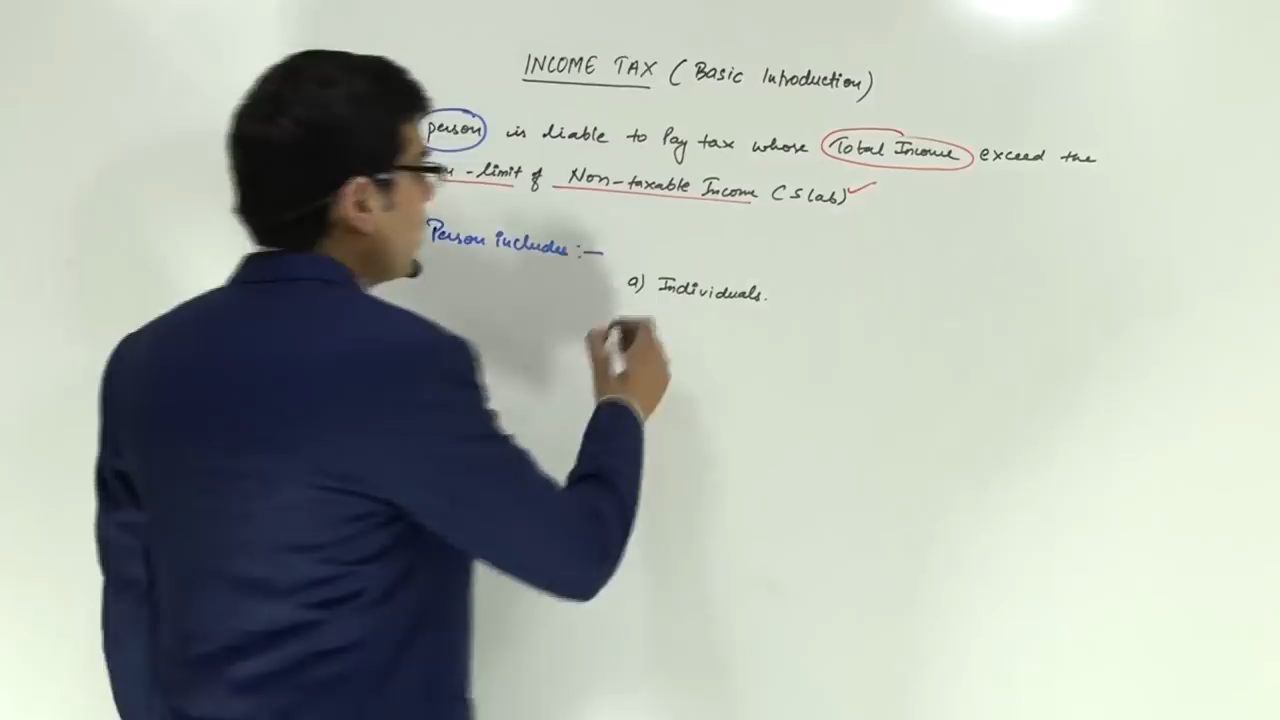 INCOME TAX (Basic Introduction)
person is liable to Pay tax whose Total Income exceed the
-limit of Non-taxable Income (Slab)
Person includes:-
a) Individuals.